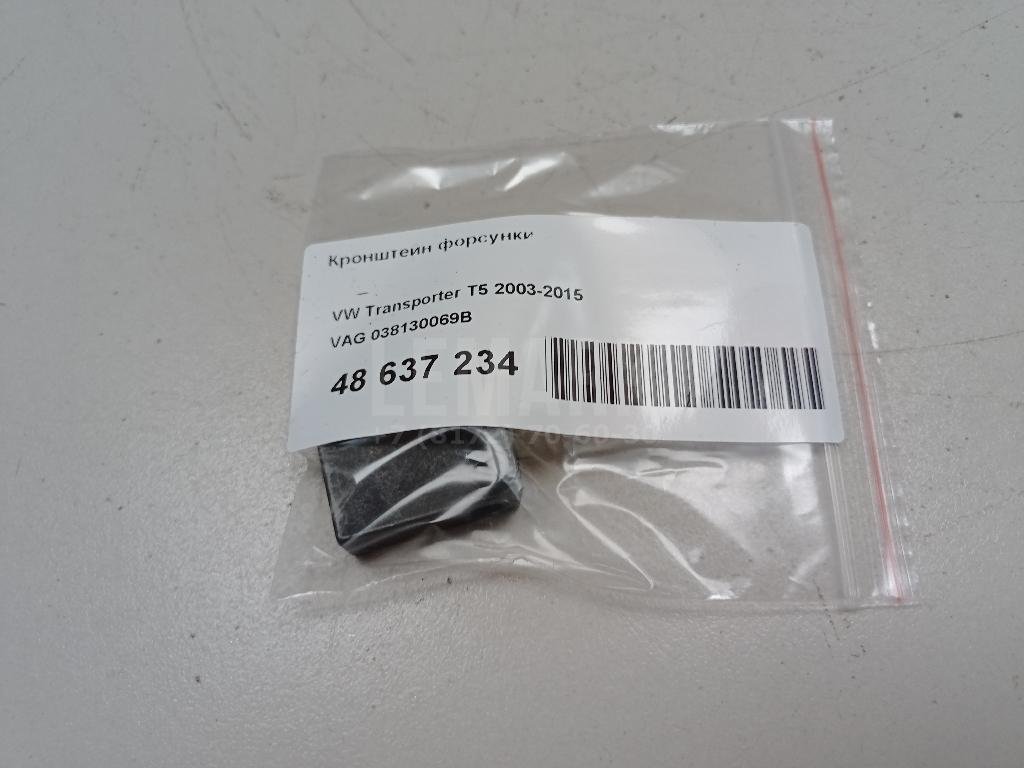 Кронштейн форсунки
VW Transporter T5 2003-2015
VAG 038130069B
48 637 234